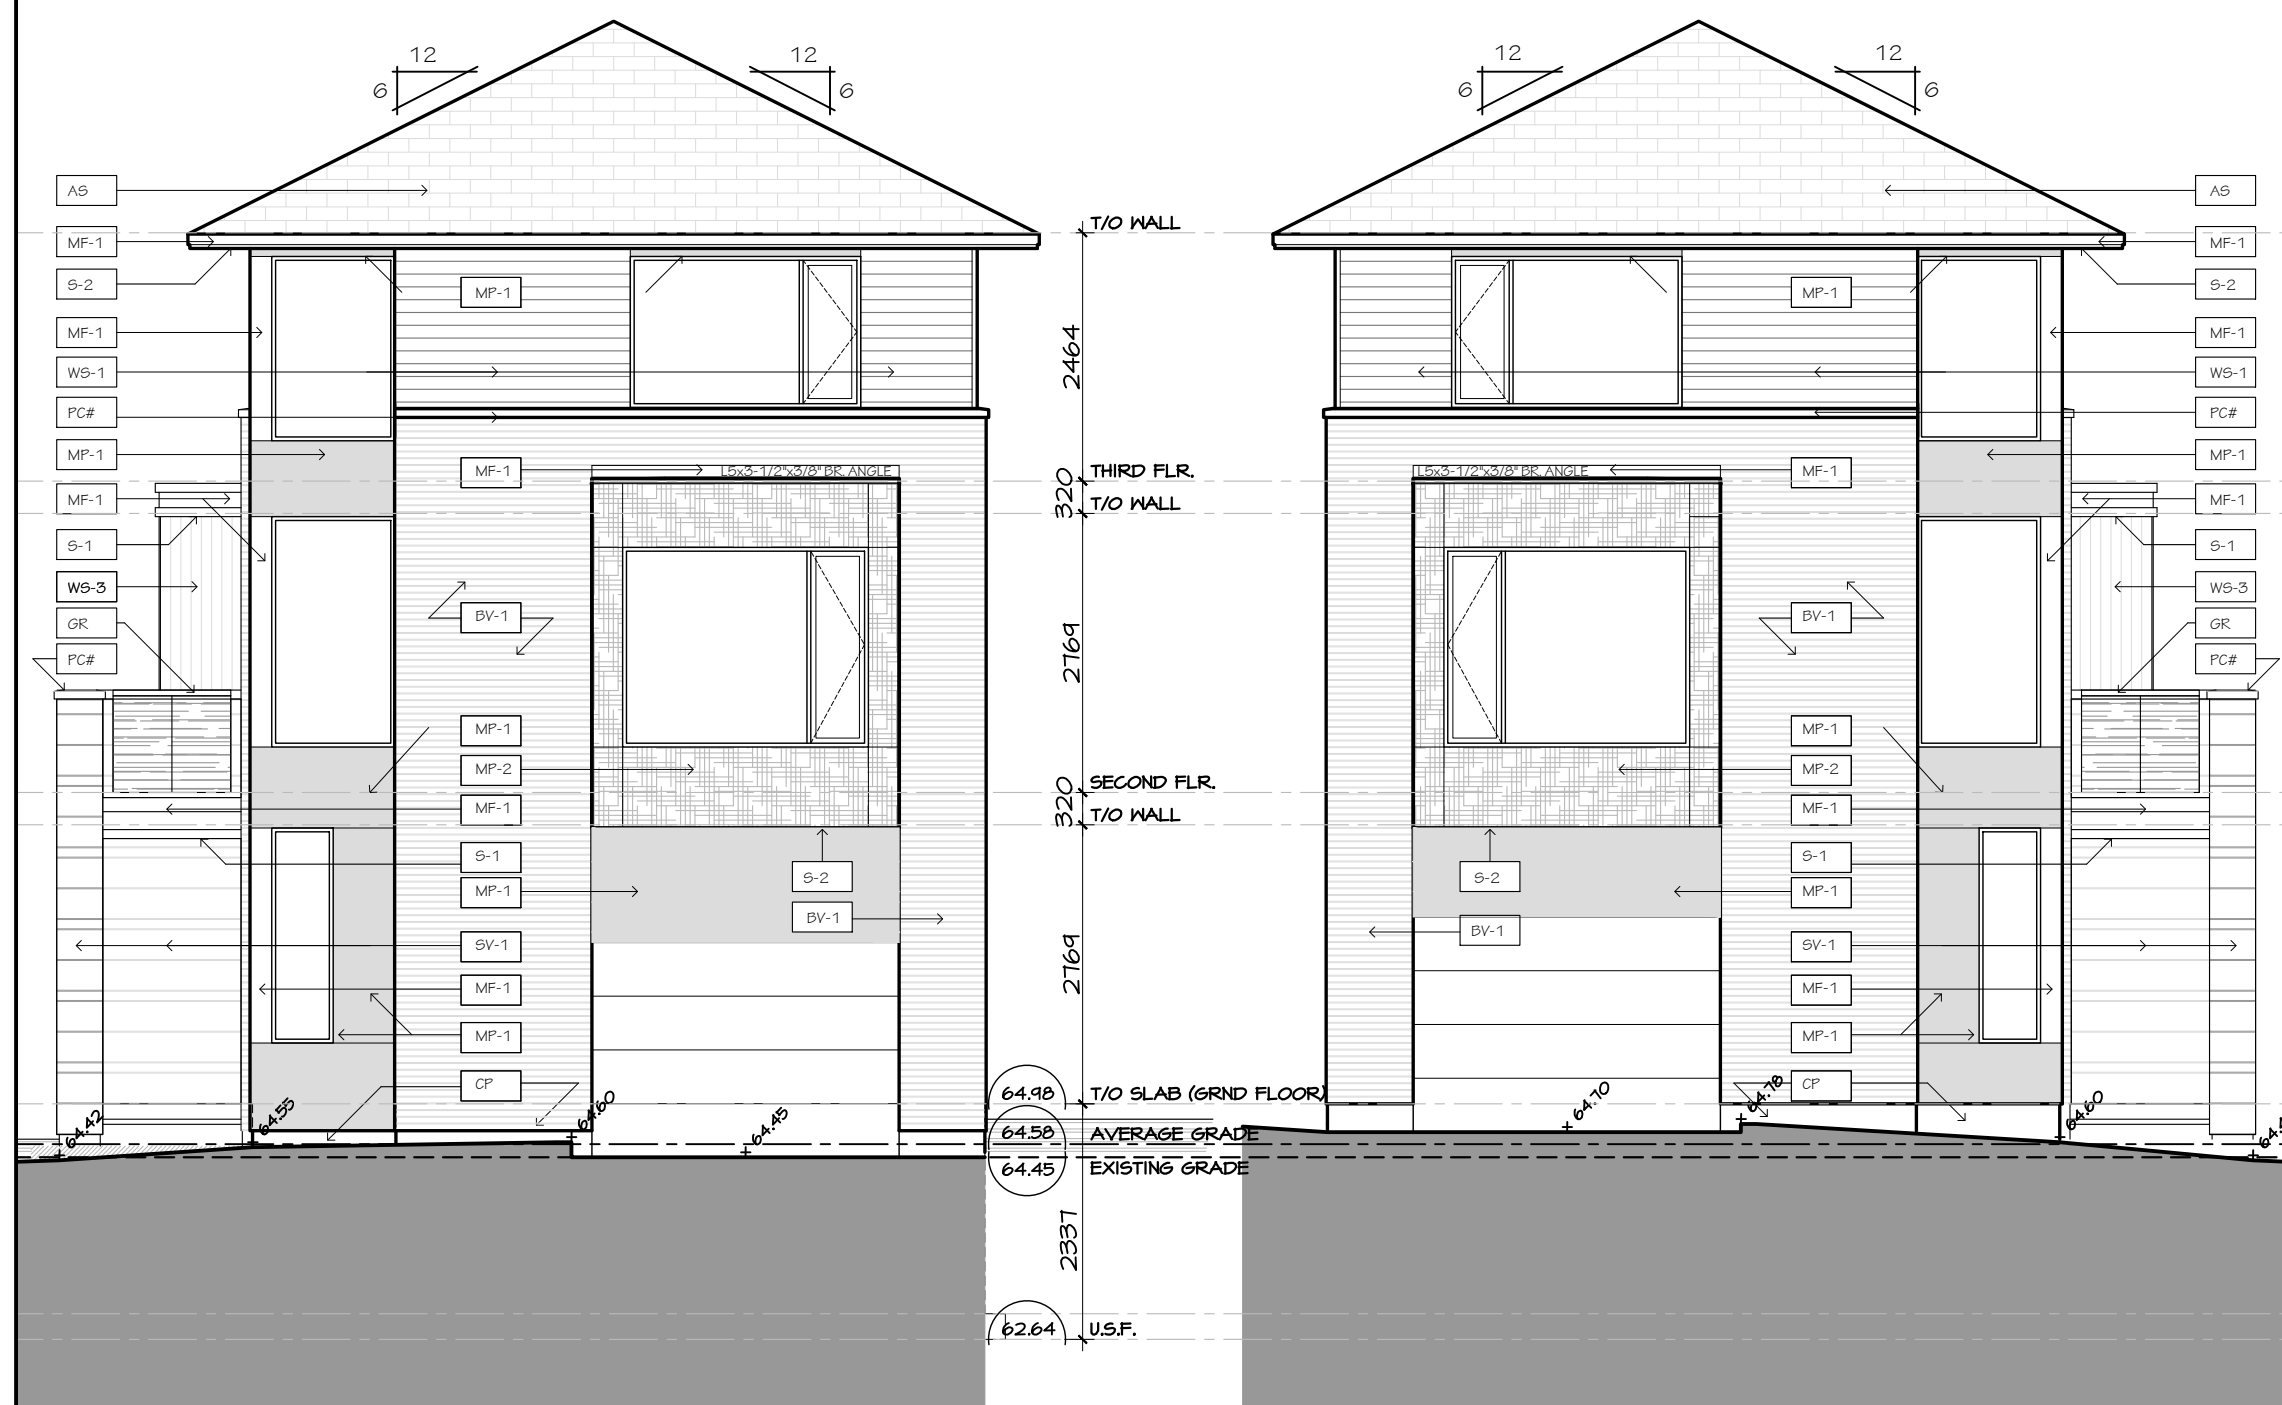 12
12
6
6
12
12
6
6
AS
MF-1
S-2
MF-1
WS-1
PC#
MP-1
MF-1
S-1
WS-3
GR
PC#
MP-1
MF-1
L5x3-1/2"x3/8" BR. ANGLE
BV-1
MP-1
MP-2
MF-1
S-1
MP-1
SV-1
MF-1
MP-1
CP
S-2
BV-1
64.42
64.55
64.60
64.45
T/O WALL
2464
THIRD FLR.
320
T/O WALL
2769
SECOND FLR.
320
T/O WALL
2769
64.98
T/O SLAB (GRND FLOOR)
64.58
AVERAGE GRADE
64.45
EXISTING GRADE
2337
62.64
U.S.F.
MP-1
L5x3-1/2"x3/8" BR. ANGLE
MF-1
BV-1
MP-1
MP-2
MF-1
S-1
MP-1
SV-1
MF-1
MP-1
CP
S-2
BV-1
64.70
64.78
64.60
AS
MF-1
S-2
MF-1
WS-1
PC#
MP-1
MF-1
S-1
WS-3
GR
PC#